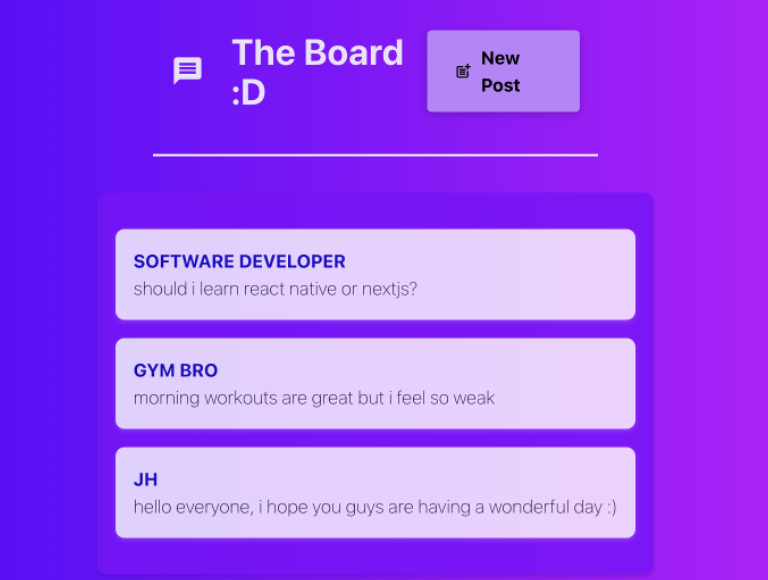 The Board
:D
New
Post
SOFTWARE DEVELOPER
should i learn react native or nextjs?
GYM BRO
morning workouts are great but i feel so weak
JH
hello everyone, i hope you guys are having a wonderful day :)